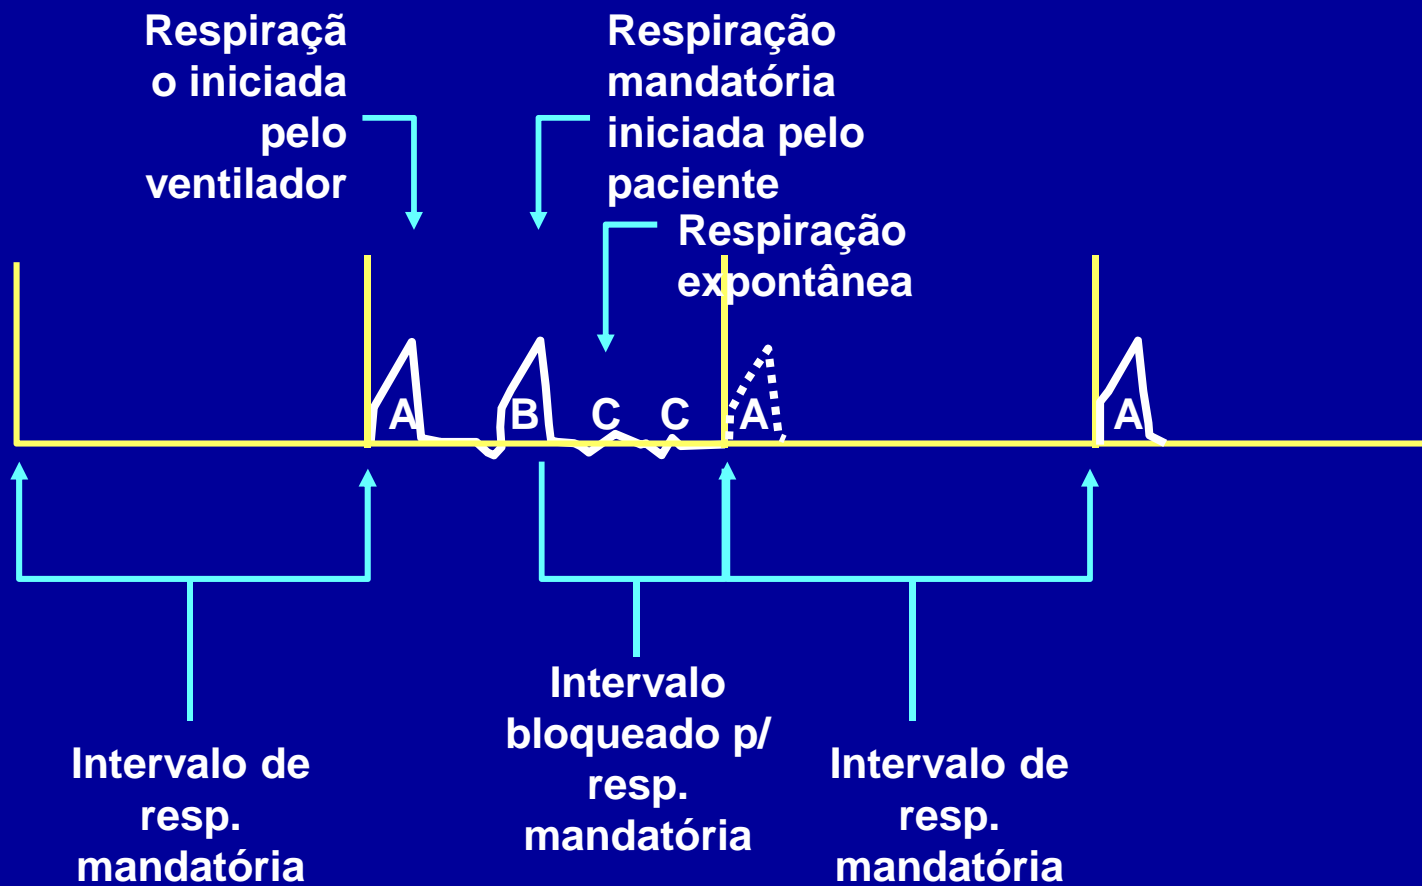 Respiraçã
o iniciada
pelo
ventilador
Respiração
mandatória
iniciada pelo
paciente
Respiração
expontânea
A
B
C
C
A
A
Intervalo de
resp.
mandatória
Intervalo
bloqueado p/
resp.
mandatória
Intervalo de
resp.
mandatória